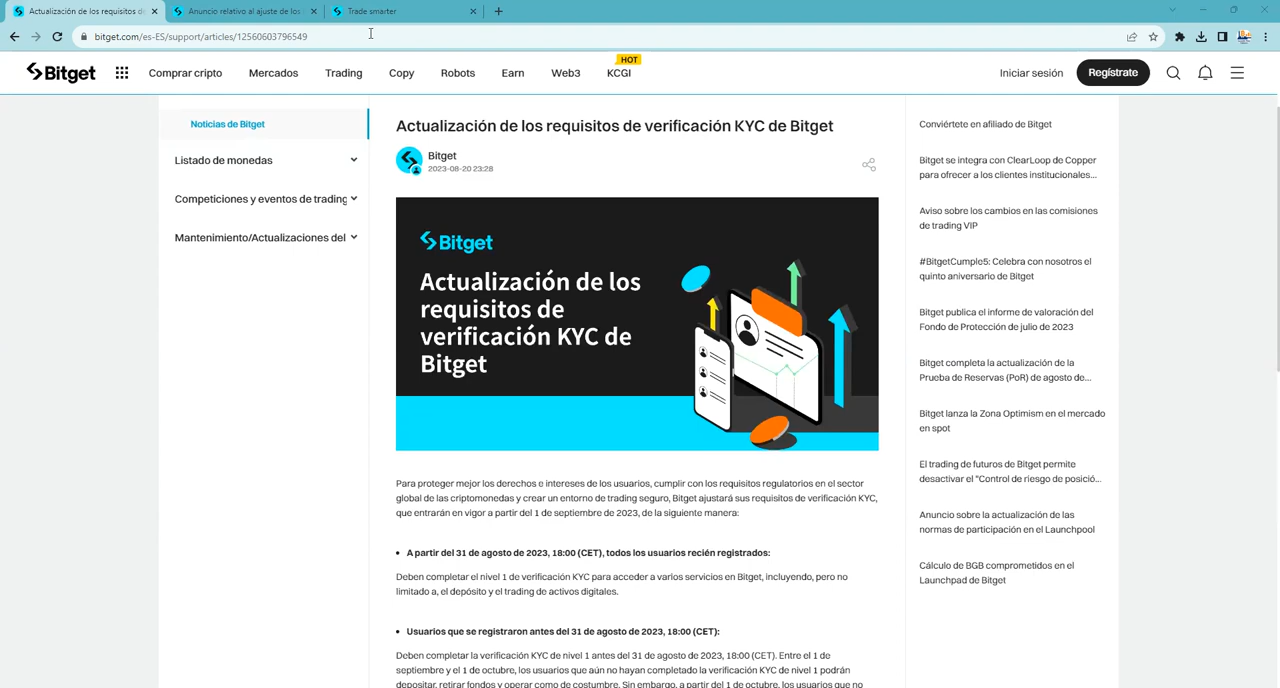 Actualización de los requisitos de
Anuncio relativo al ajuste de los
Trade smarter
bitget.com/es-ES/support/articles/12560603796549
Bitget
Comprar cripto
Mercados
Trading
Copy
Robots
Earn
Web3
HOT
KCGI
Iniciar sesión
Regístrate
Noticias de Bitget
Listado de monedas
Competiciones y eventos de trading
Mantenimiento/Actualizaciones del
Actualización de los requisitos de verificación KYC de Bitget
Bitget
2023-08-20 23:28
Bitget
Actualización de los
requisitos de
verificación KYC de
Bitget
Para proteger mejor los derechos e intereses de los usuarios, cumplir con los requisitos regulatorios en el sector
global de las criptomonedas y crear un entorno de trading seguro, Bitget ajustará sus requisitos de verificación KYC,
que entrarán en vigor a partir del 1 de septiembre de 2023, de la siguiente manera:
• A partir del 31 de agosto de 2023, 18:00 (CET), todos los usuarios recién registrados:
Deben completar el nivel 1 de verificación KYC para acceder a varios servicios en Bitget, incluyendo, pero no
limitado a, el depósito y el trading de activos digitales.
• Usuarios que se registraron antes del 31 de agosto de 2023, 18:00 (CET):
Deben completar la verificación KYC de nivel 1 antes del 31 de agosto de 2023, 18:00 (CET). Entre el 1 de
septiembre y el 1 de octubre, los usuarios que aún no hayan completado la verificación KYC de nivel 1 podrán
depositar, retirar fondos y operar como de costumbre. Sin embargo, a partir del 1 de octubre, los usuarios que no
Conviértete en afiliado de Bitget
Bitget se integra con ClearLoop de Copper
para ofrecer a los clientes institucionales...
Aviso sobre los cambios en las comisiones
de trading VIP
#BitgetCumple5: Celebra con nosotros el
quinto aniversario de Bitget
Bitget publica el informe de valoración del
Fondo de Protección de julio de 2023
Bitget completa la actualización de la
Prueba de Reservas (PoR) de agosto de...
Bitget lanza la Zona Optimism en el mercado
en spot
El trading de futuros de Bitget permite
desactivar el "Control de riesgo de posició...
Anuncio sobre la actualización de las
normas de participación en el Launchpool
Cálculo de BGB comprometidos en el
Launchpad de Bitget